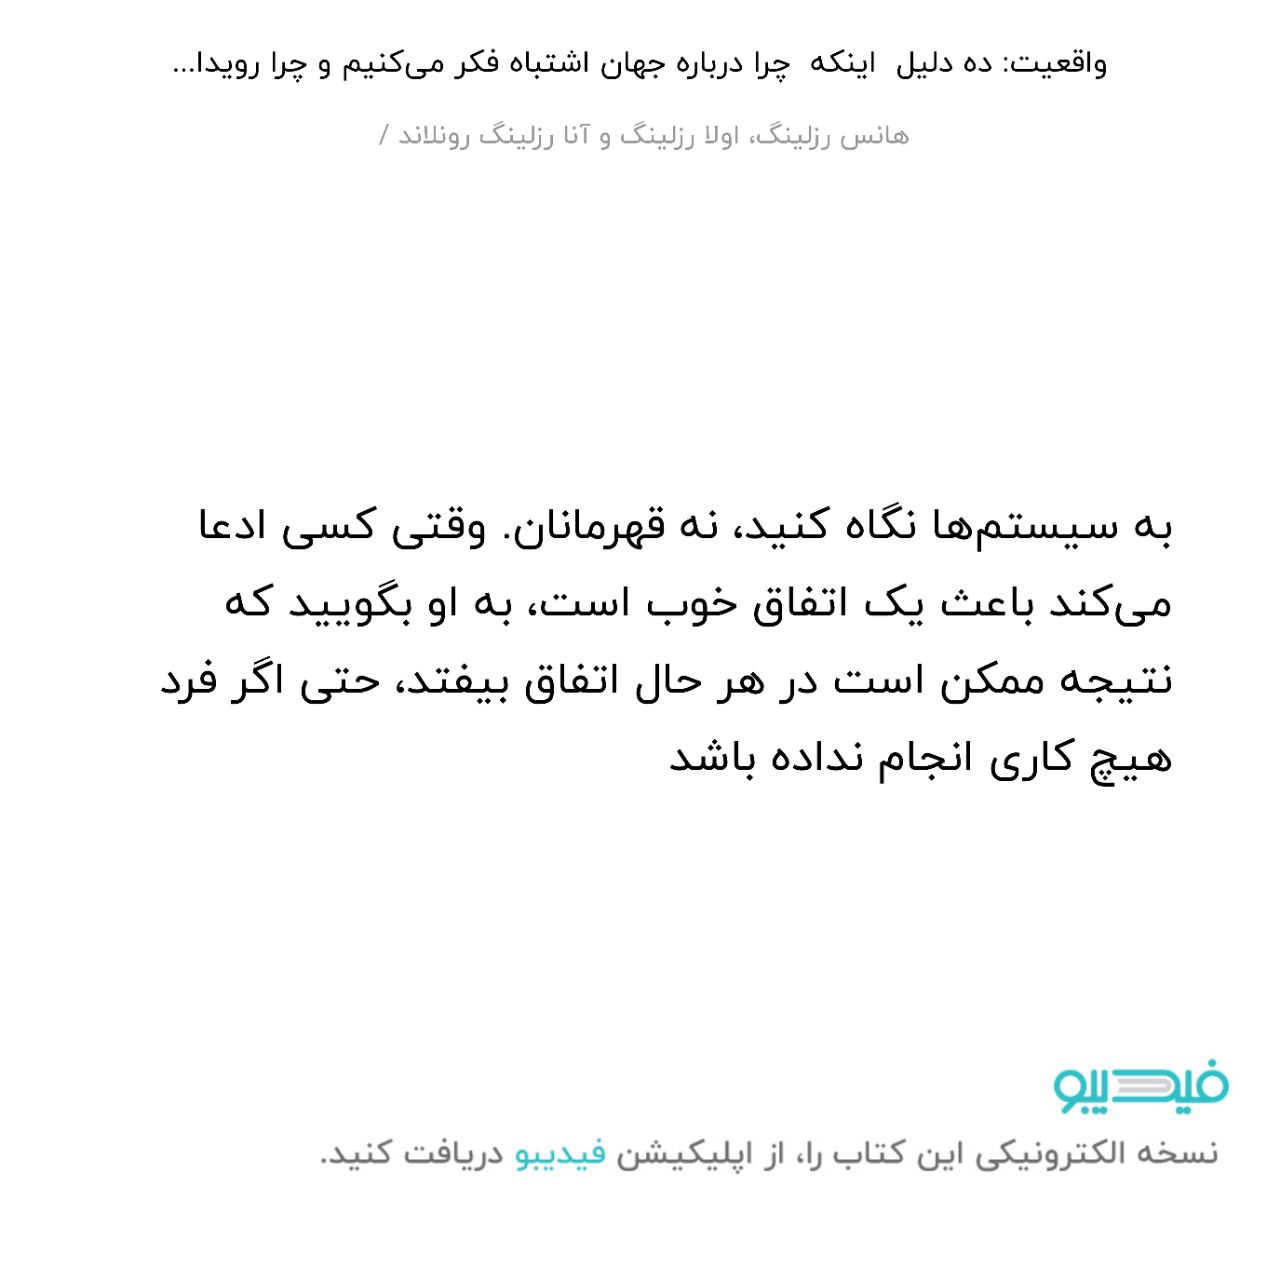 واقعیت: ده دلیل اینکه چرا درباره جهان اشتباه فکر می‌کنیم و چرا رویدا...
هانس رزلینگ، اولا رزلینگ و آنا رزلینگ رونلاند /
به سیستم‌ها نگاه کنید، نه قهرمانان. وقتی کسی ادعا
می‌کند باعث یک اتفاق خوب است، به او بگویید که
نتیجه ممکن است در هر حال اتفاق بیفتد، حتی اگر فرد
هیچ کاری انجام نداده باشد
فیدیبو
نسخه الکترونیکی این کتاب را، از اپلیکیشن فیدیبو دریافت کنید.